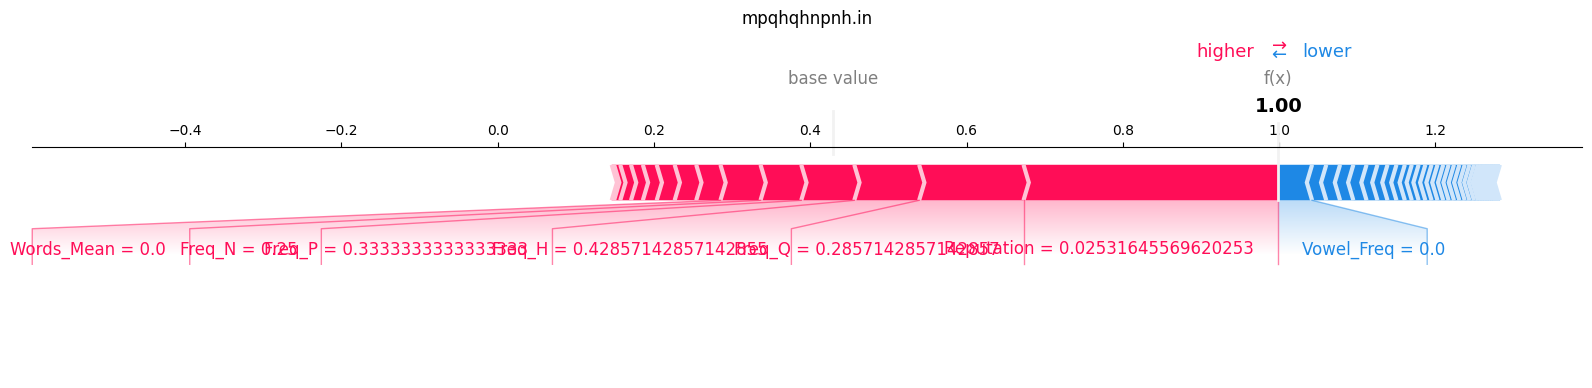 mpqhqhnpnh.in
higher ⇄ lower
base value f(x)
1.00
−0.4 −0.2 0.0 0.2 0.4 0.6 0.8 1.0 1.2
Words_Mean = 0.0 Freq_N = 0.25 Freq_P = 0.3333333333333333 Freq_H = 0.42857142857142855 Freq_Q = 0.2857142857142857 Reputation = 0.02531645569620253 Vowel_Freq = 0.0